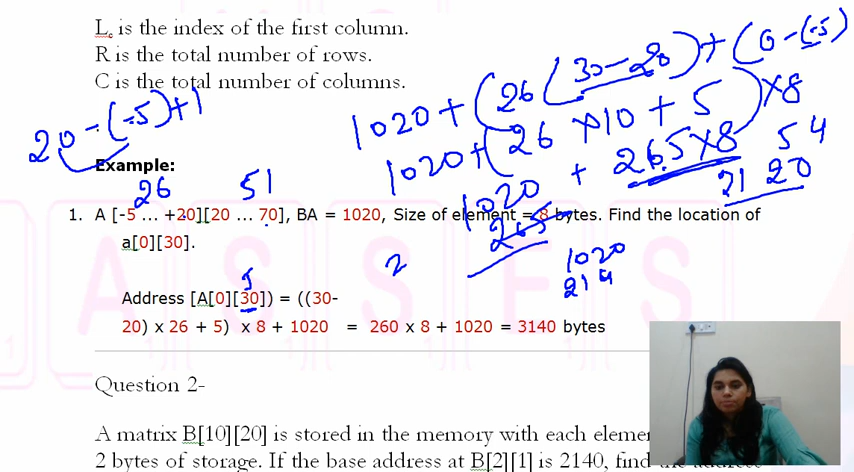 L꜀ is the index of the first column.
R is the total number of rows.
C is the total number of columns.
1020 + (26 (30 - 20) + (0 - (-5)
1020 + (26 × 10 + 5) × 8
20 - (-5) + 1
1020 + 265 × 8
54
2120
Example:
26 51
1. A [-5 ... +20][20 ... 70], BA = 1020, Size of element = 8 bytes. Find the location of
a[0][30].
1020
265
2
1020
214
J
Address [A[0][30]) = ((30-
20) x 26 + 5) x 8 + 1020 = 260 x 8 + 1020 = 3140 bytes
Question 2-
A matrix B[10][20] is stored in the memory with each
2 bytes of storage. If the base address at B[2][1] is 2140, find